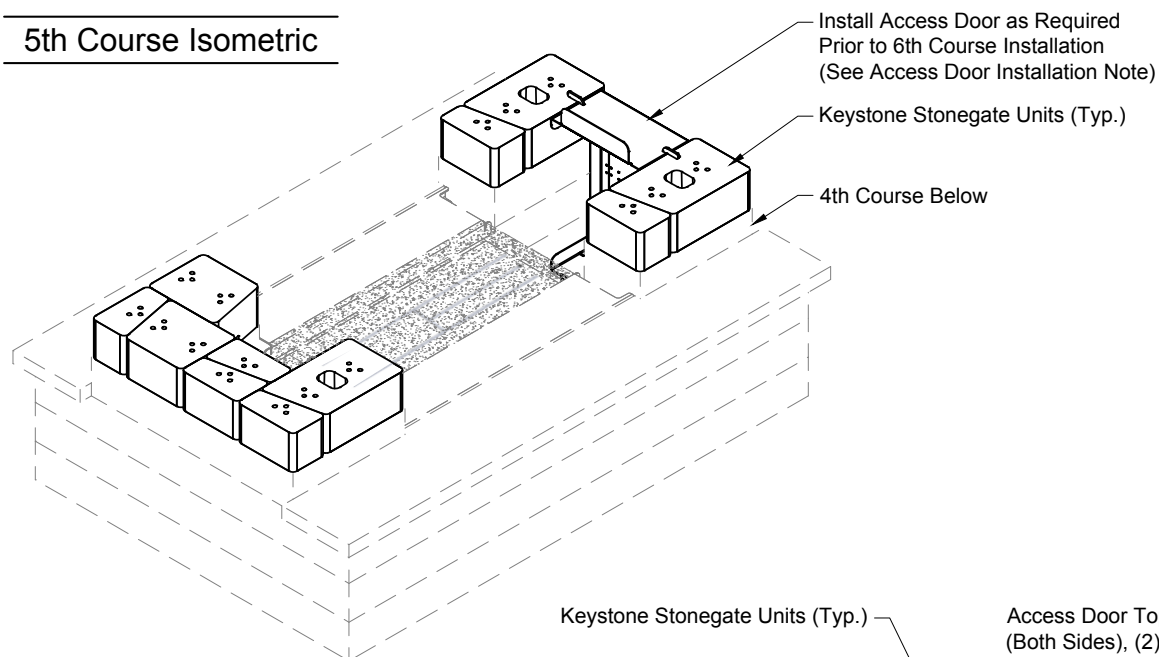 5th Course Isometric
Install Access Door as Required
Prior to 6th Course Installation
(See Access Door Installation Note)
Keystone Stonegate Units (Typ.)
4th Course Below
Keystone Stonegate Units (Typ.)
Access Door To
(Both Sides), (2)